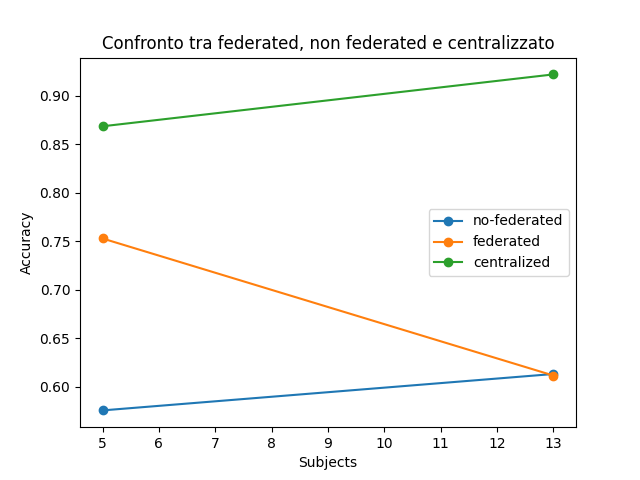 Confronto tra federated, non federated e centralizzato
0.90
0.85
0.80
0.75
0.70
0.65
0.60
Accuracy
no-federated
federated
centralized
5 6 7 8 9 10 11 12 13
Subjects